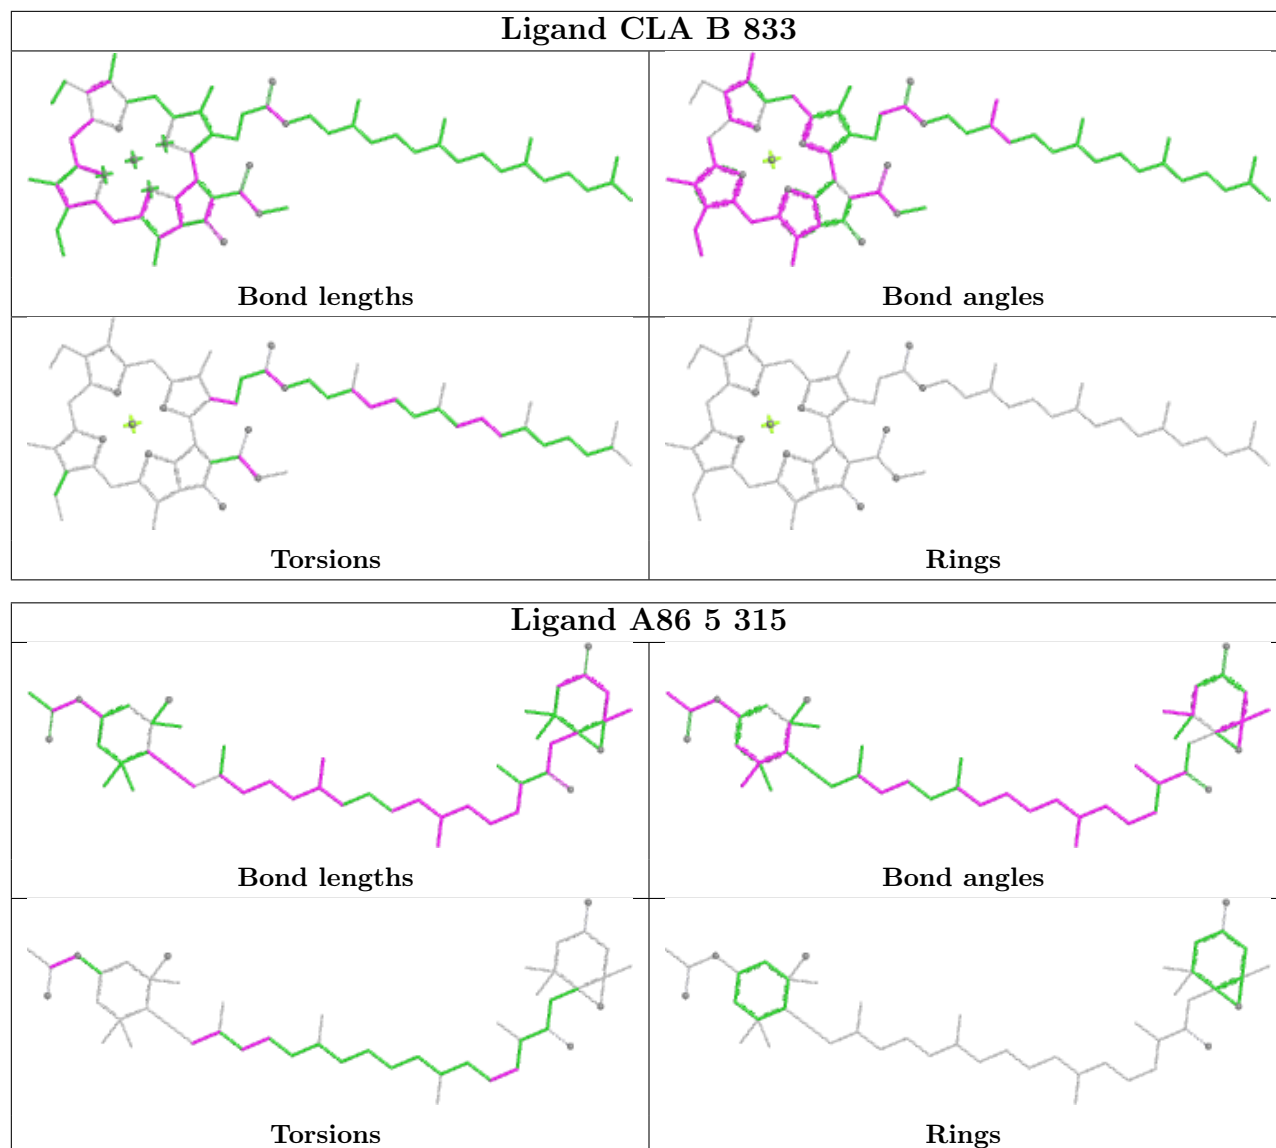 Ligand CLA B 833
Bond lengths
Bond angles
Torsions
Rings
Ligand A86 5 315
Bond lengths
Bond angles
Torsions
Rings